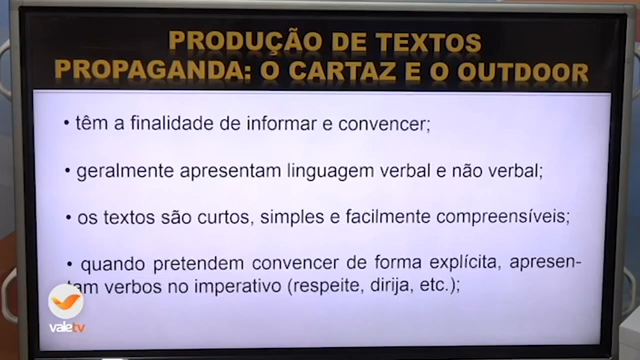 PRODUÇÃO DE TEXTOS
PROPAGANDA: O CARTAZ E O OUTDOOR
• têm a finalidade de informar e convencer;
• geralmente apresentam linguagem verbal e não verbal;
• os textos são curtos, simples e facilmente compreensíveis;
• quando pretendem convencer de forma explícita, apresen-
tam verbos no imperativo (respeite, dirija, etc.);
valetv